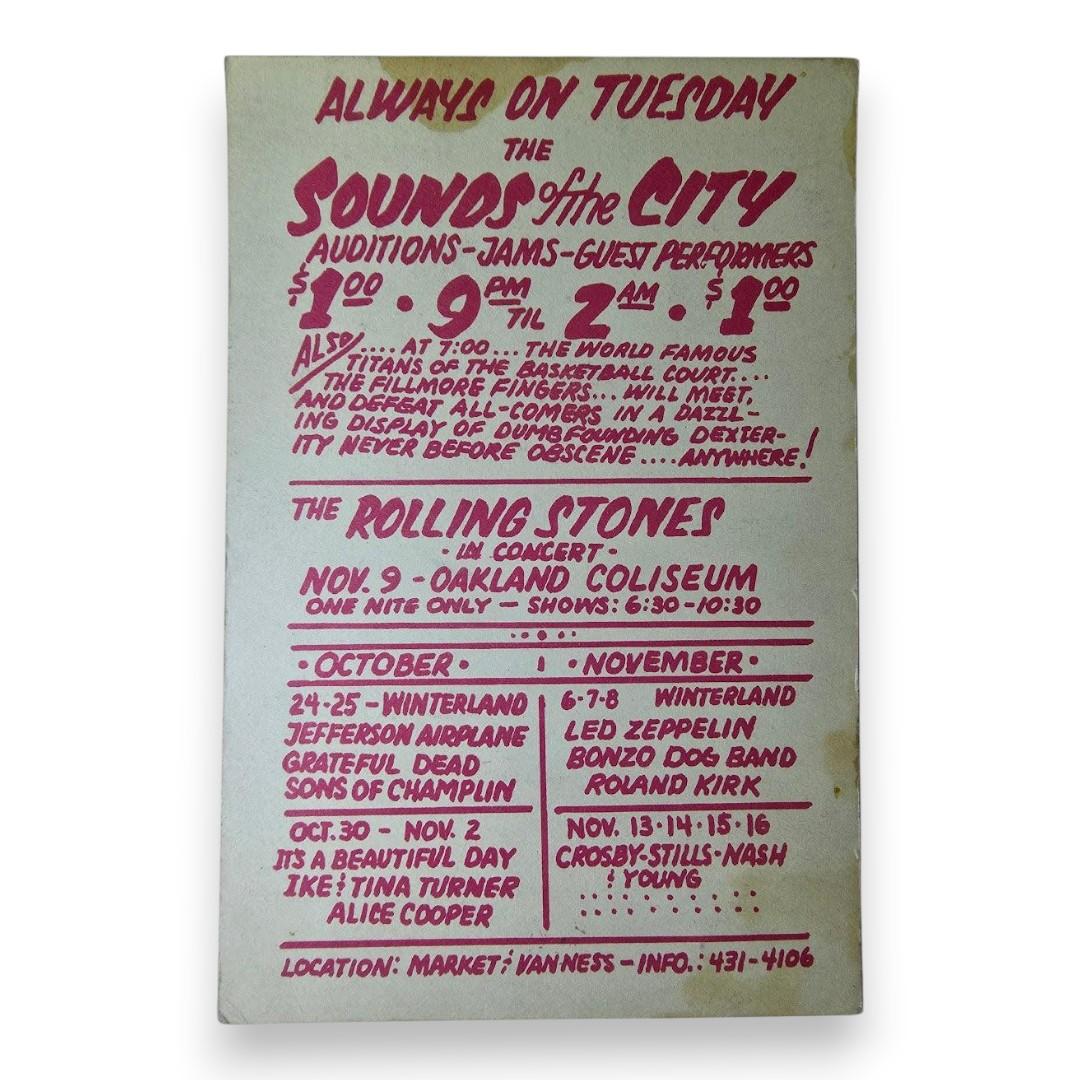 ALWAYS ON TUESDAY
THE
SOUNDS of the CITY
AUDITIONS-JAMS-GUEST PERFORMERS
$1.00 • 9 PM TIL 2 AM • $1.00
ALSO.... AT 7:00... THE WORLD FAMOUS
TITANS OF THE BASKETBALL COURT....
THE FILLMORE FINGERS... WILL MEET,
AND DEFEAT ALL-COMERS IN A DAZZL-
ING DISPLAY OF DUMBFOUNDING DEXTER-
ITY NEVER BEFORE OBSCENE .... ANYWHERE!
THE ROLLING STONES
- IN CONCERT -
NOV. 9 - OAKLAND COLISEUM
ONE NITE ONLY — SHOWS: 6:30-10:30
• OCTOBER •
24-25 - WINTERLAND
JEFFERSON AIRPLANE
GRATEFUL DEAD
SONS OF CHAMPLIN
OCT. 30 - NOV. 2
IT'S A BEAUTIFUL DAY
IKE & TINA TURNER
ALICE COOPER
• NOVEMBER •
6-7-8 WINTERLAND
LED ZEPPELIN
BONZO DOG BAND
ROLAND KIRK
NOV. 13·14·15·16
CROSBY-STILLS-NASH
& YOUNG
LOCATION: MARKET & VAN NESS - INFO.: 431-4106